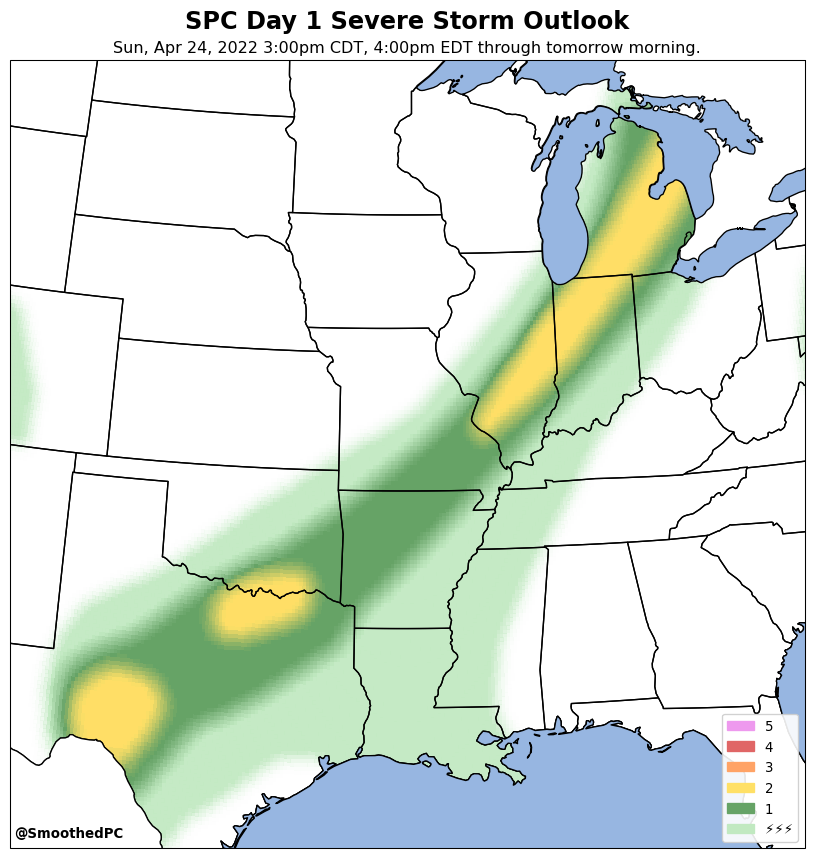 SPC Day 1 Severe Storm Outlook
Sun, Apr 24, 2022 3:00pm CDT, 4:00pm EDT through tomorrow morning.
5
4
3
2
1
⚡⚡⚡
@SmoothedPC